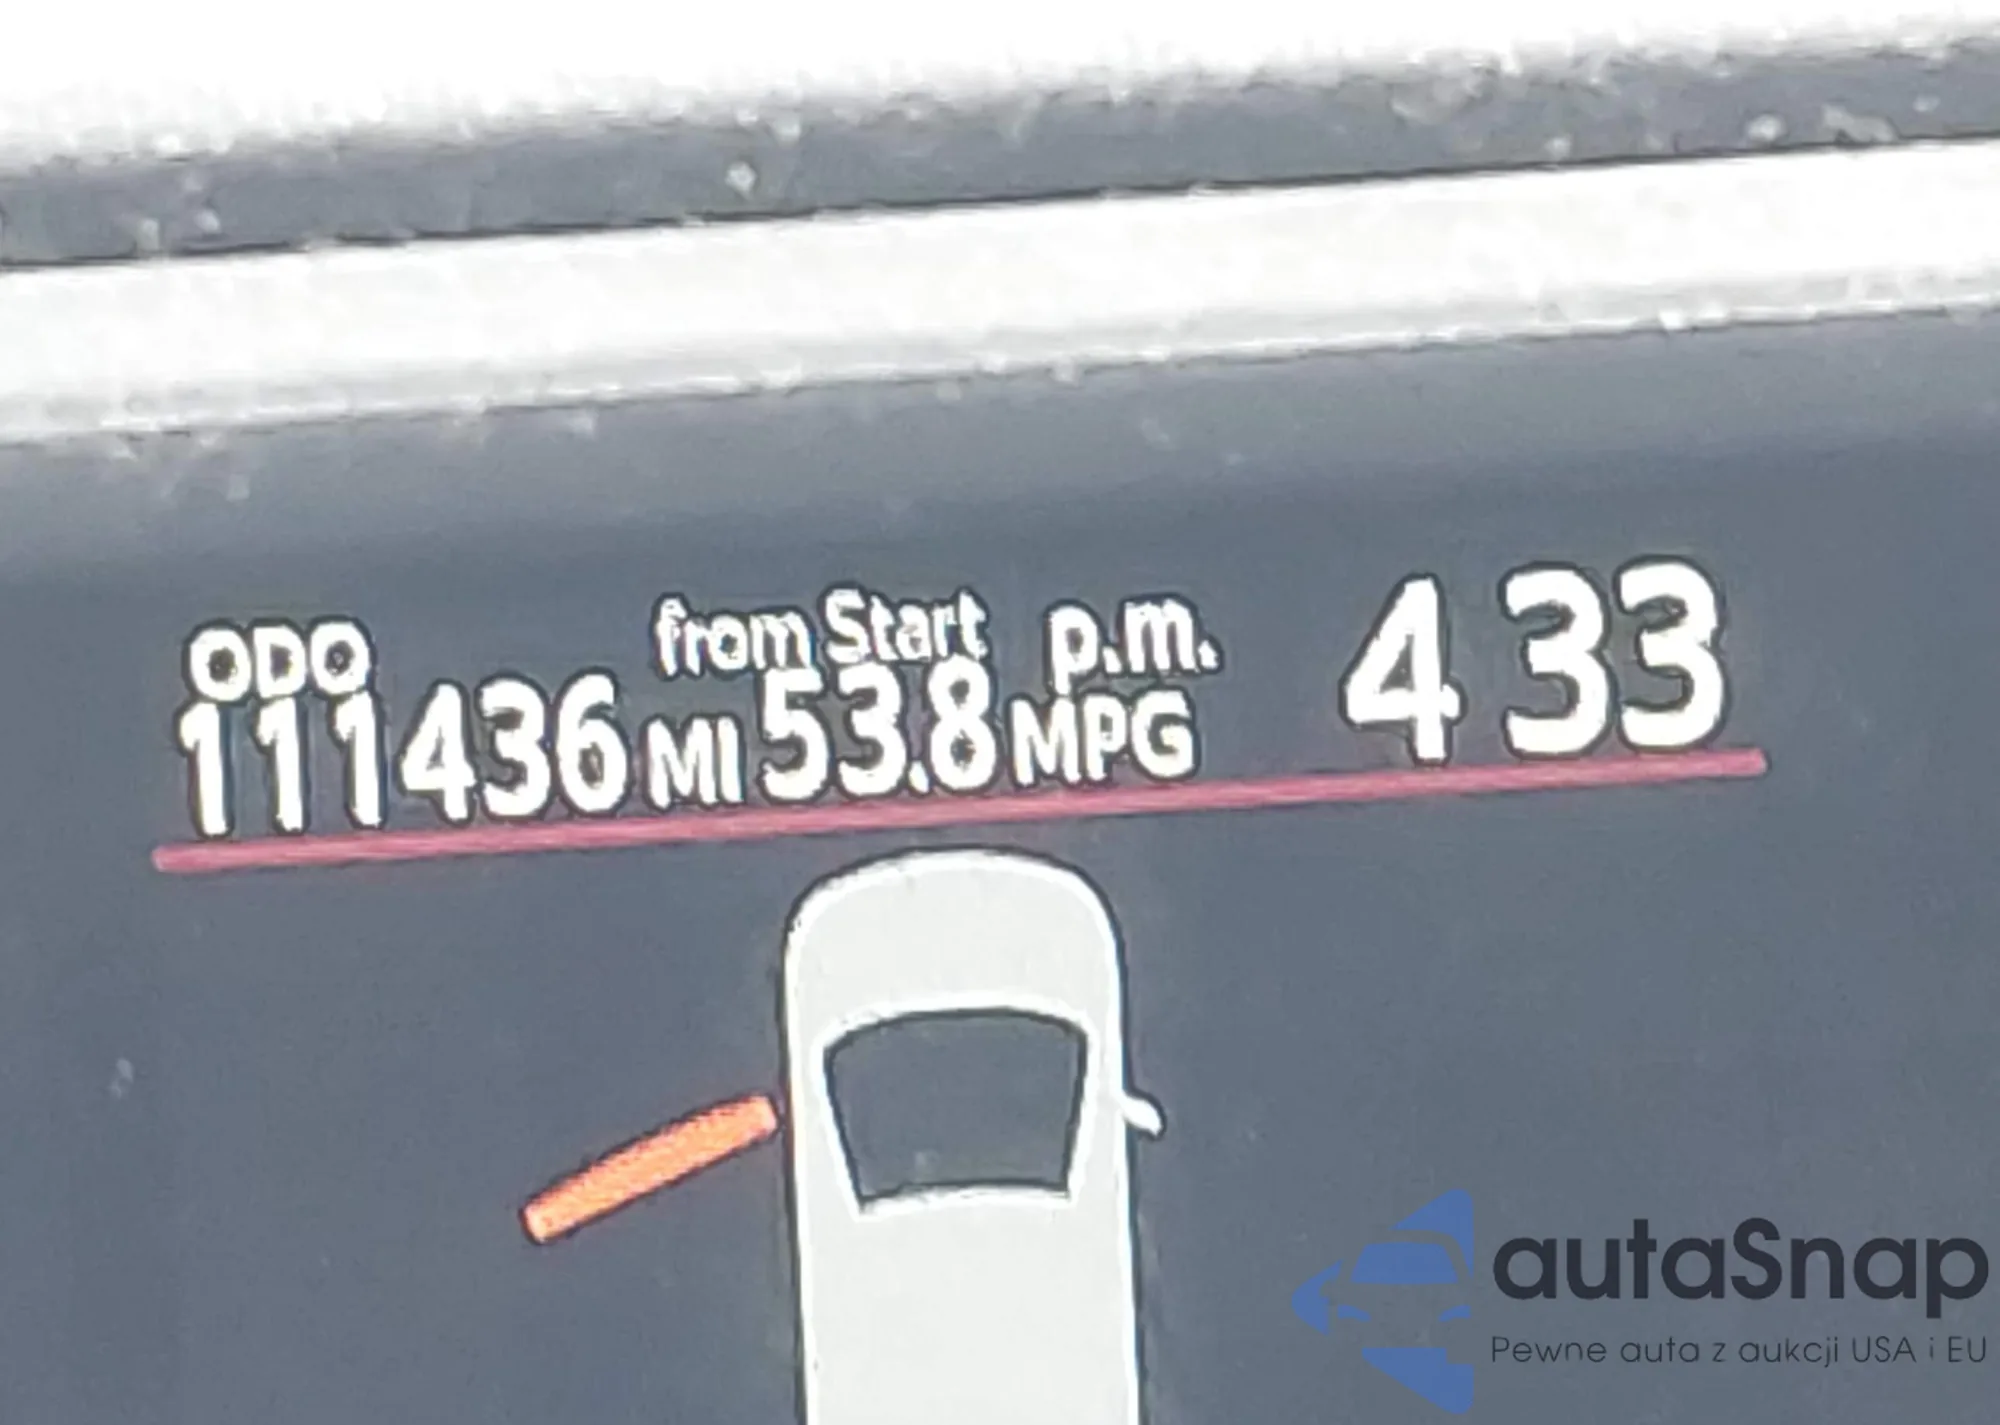 ODO from Start p.m. 4 33
111436 MI 53.8 MPG
autaSnap
Pewne auta z aukcji USA i EU